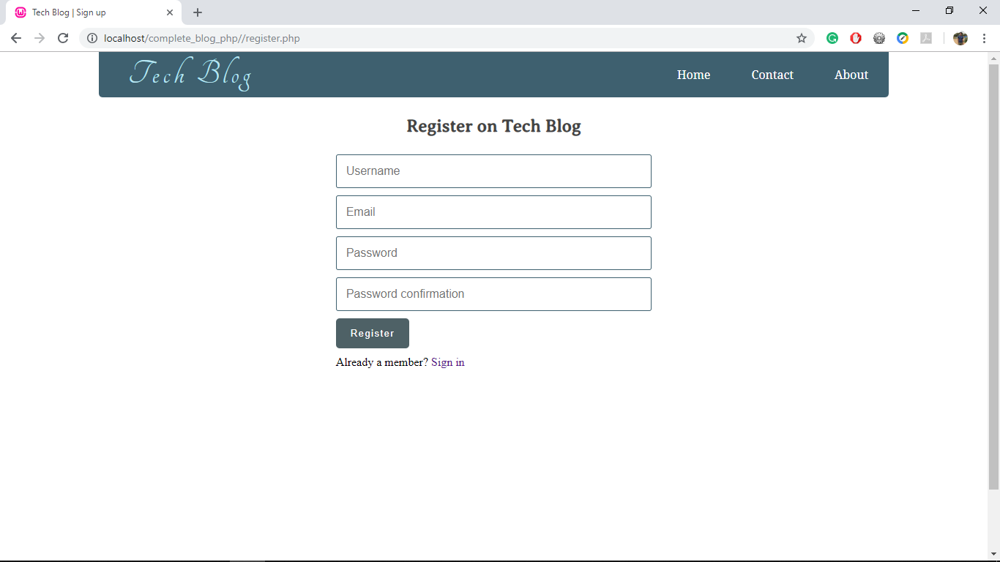 Tech Blog | Sign up
localhost/complete_blog_php//register.php
Tech Blog
Home Contact About
Register on Tech Blog
Username
Email
Password
Password confirmation
Register
Already a member? Sign in